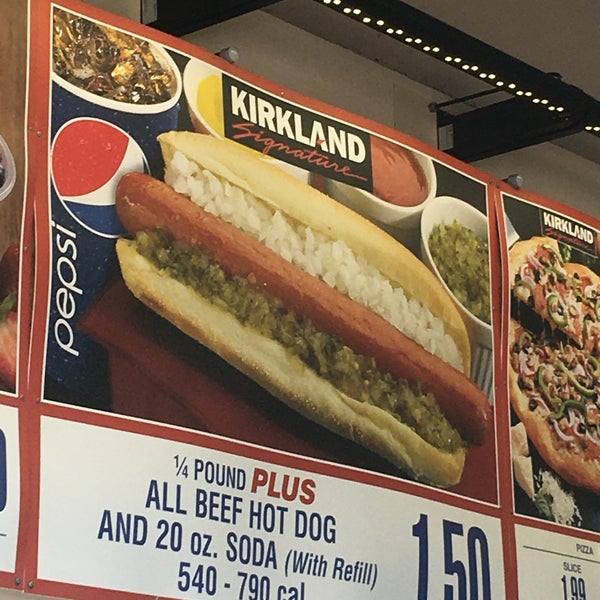 KIRKLAND
Signature
pepsi
¼ POUND PLUS
ALL BEEF HOT DOG
AND 20 oz. SODA (With Refill)
540 - 790 cal
1.50
KIRKLAND
Signature
PIZZA
SLICE
1.99